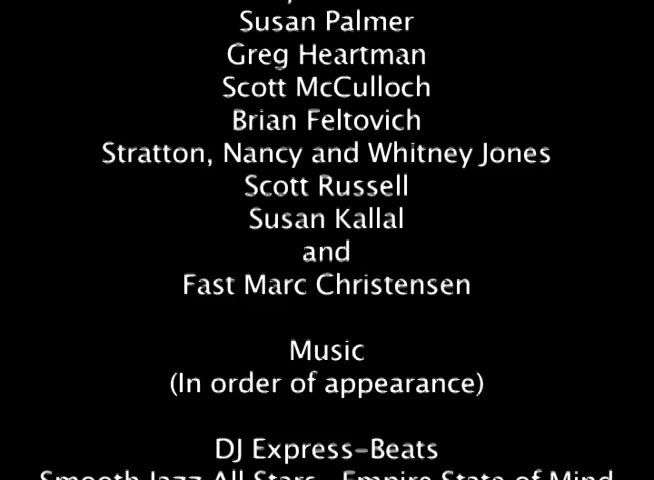 Susan Palmer
Greg Heartman
Scott McCulloch
Brian Feltovich
Stratton, Nancy and Whitney Jones
Scott Russell
Susan Kallal
and
Fast Marc Christensen
Music
(In order of appearance)
DJ Express-Beats
Smooth Jazz All Stars- Empire State of Mind